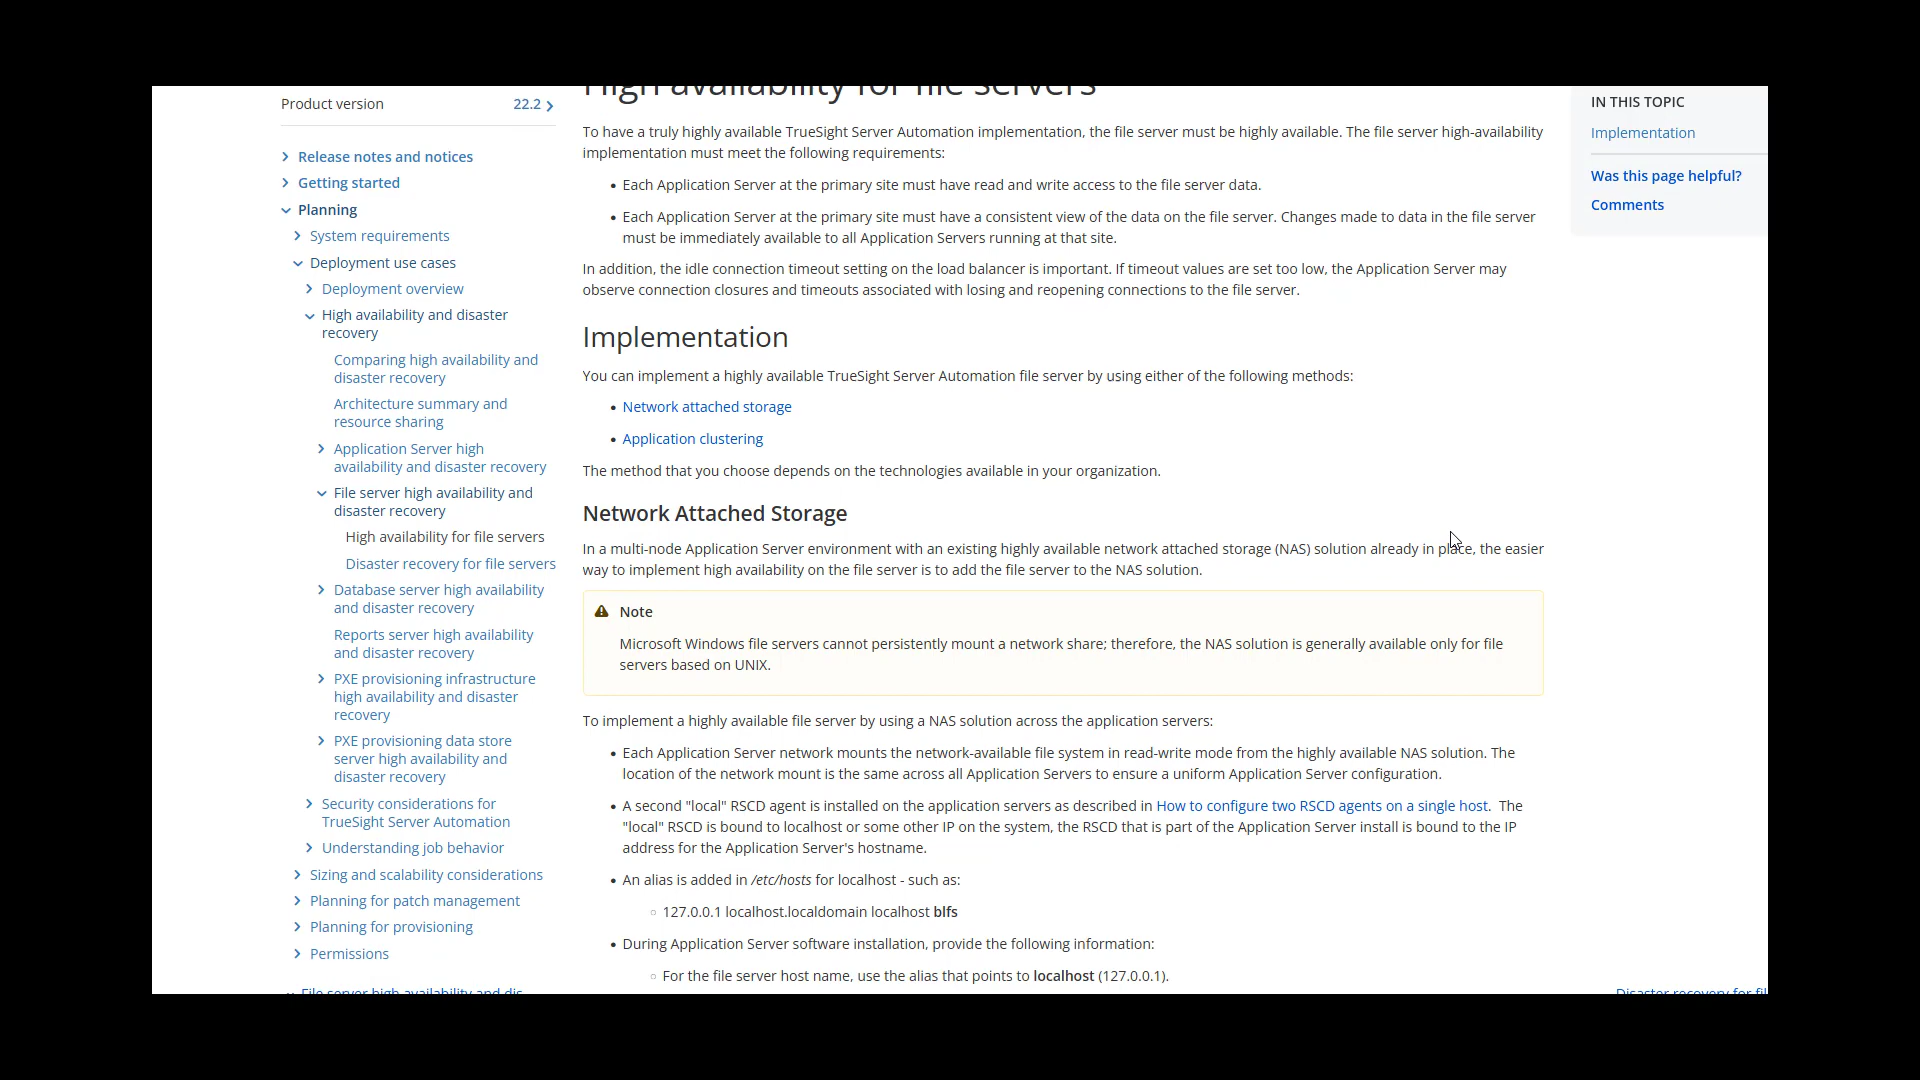 Product version 22.2
Release notes and notices
Getting started
Planning
System requirements
Deployment use cases
Deployment overview
High availability and disaster
recovery
Comparing high availability and
disaster recovery
Architecture summary and
resource sharing
Application Server high
availability and disaster recovery
File server high availability and
disaster recovery
High availability for file servers
Disaster recovery for file servers
Database server high availability
and disaster recovery
Reports server high availability
and disaster recovery
PXE provisioning infrastructure
high availability and disaster
recovery
PXE provisioning data store
server high availability and
disaster recovery
Security considerations for
TrueSight Server Automation
Understanding job behavior
Sizing and scalability considerations
Planning for patch management
Planning for provisioning
Permissions
File server high availability and dis
High availability for file servers
To have a truly highly available TrueSight Server Automation implementation, the file server must be highly available. The file server high-availability
implementation must meet the following requirements:
• Each Application Server at the primary site must have read and write access to the file server data.
• Each Application Server at the primary site must have a consistent view of the data on the file server. Changes made to data in the file server
must be immediately available to all Application Servers running at that site.
In addition, the idle connection timeout setting on the load balancer is important. If timeout values are set too low, the Application Server may
observe connection closures and timeouts associated with losing and reopening connections to the file server.
Implementation
You can implement a highly available TrueSight Server Automation file server by using either of the following methods:
• Network attached storage
• Application clustering
The method that you choose depends on the technologies available in your organization.
Network Attached Storage
In a multi-node Application Server environment with an existing highly available network attached storage (NAS) solution already in place, the easier
way to implement high availability on the file server is to add the file server to the NAS solution.
Note
Microsoft Windows file servers cannot persistently mount a network share; therefore, the NAS solution is generally available only for file
servers based on UNIX.
To implement a highly available file server by using a NAS solution across the application servers:
• Each Application Server network mounts the network-available file system in read-write mode from the highly available NAS solution. The
location of the network mount is the same across all Application Servers to ensure a uniform Application Server configuration.
• A second "local" RSCD agent is installed on the application servers as described in How to configure two RSCD agents on a single host. The
"local" RSCD is bound to localhost or some other IP on the system, the RSCD that is part of the Application Server install is bound to the IP
address for the Application Server's hostname.
• An alias is added in /etc/hosts for localhost - such as:
○ 127.0.0.1 localhost.localdomain localhost blfs
• During Application Server software installation, provide the following information:
○ For the file server host name, use the alias that points to localhost (127.0.0.1).
IN THIS TOPIC
Implementation
Was this page helpful?
Comments
Disaster recovery for fil